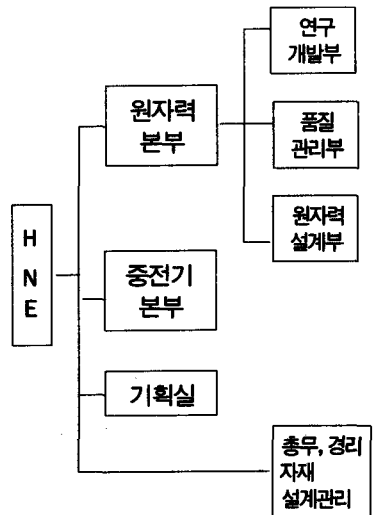 H
N
E
원자력
본부
중전기
본부
기획실
연구
개발부
품질
관리부
원자력
설계부
총무, 경리
자재
설계관리